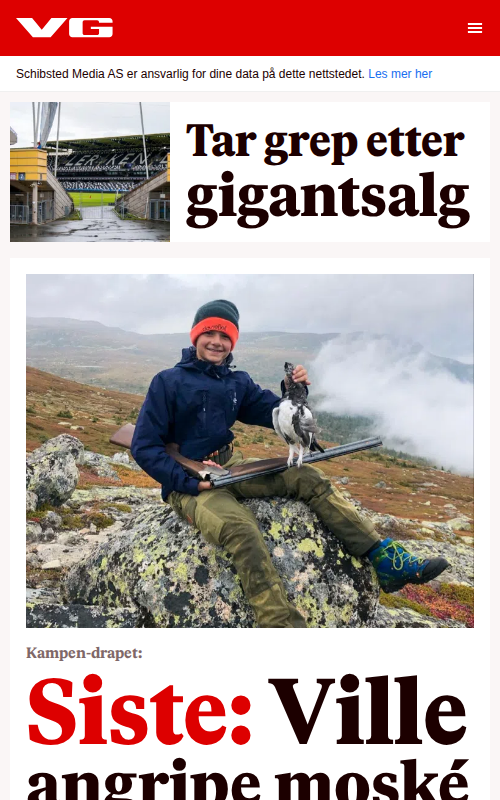 VG
Schibsted Media AS er ansvarlig for dine data på dette nettstedet. Les mer her
LERKENDAL
Tar grep etter
gigantsalg
Kampen-drapet:
Siste: Ville
angripe moské